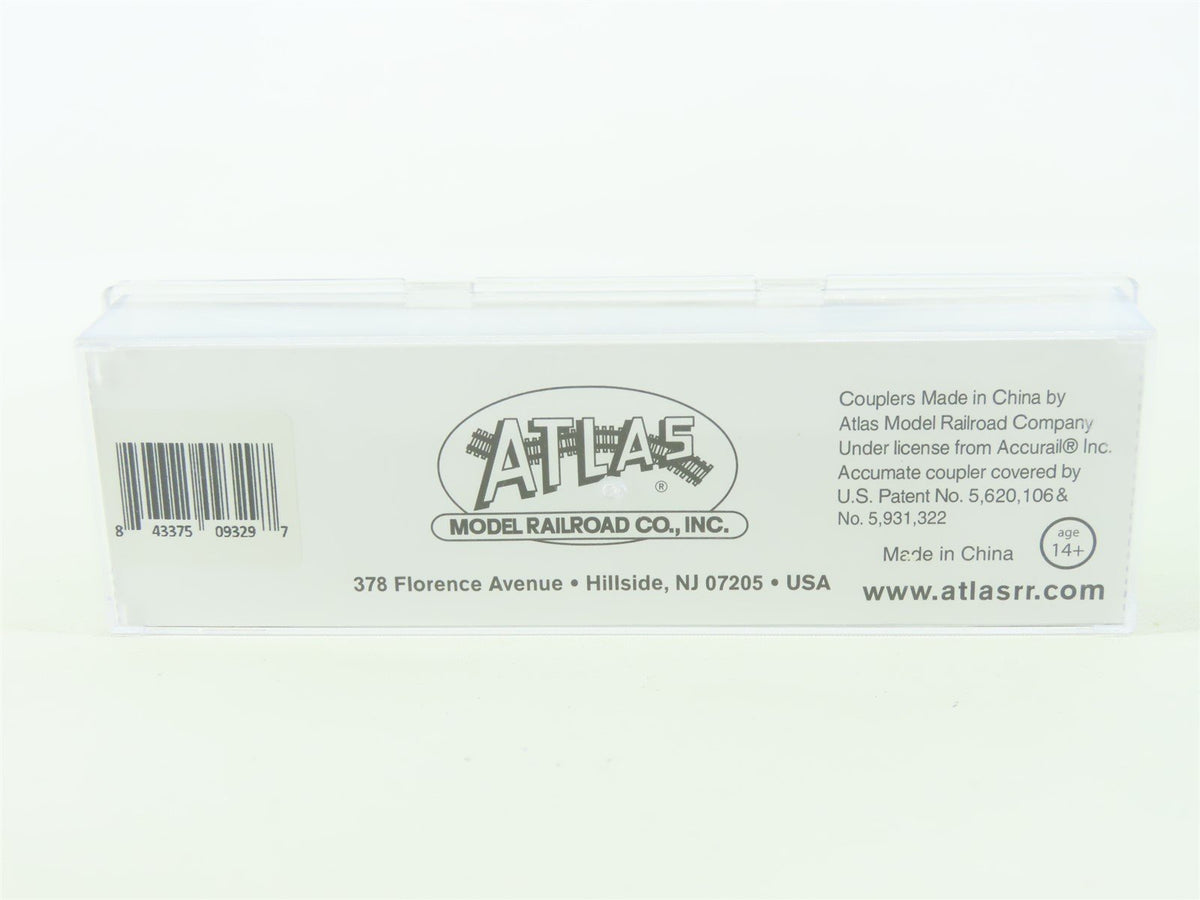 ATLAS
®
MODEL RAILROAD CO., INC.
378 Florence Avenue • Hillside, NJ 07205 • USA
8 43375 09329 7
Couplers Made in China by
Atlas Model Railroad Company
Under license from Accurail® Inc.
Accumate coupler covered by
U.S. Patent No. 5,620,106 &
No. 5,931,322
Made in China
age
14+
www.atlasrr.com